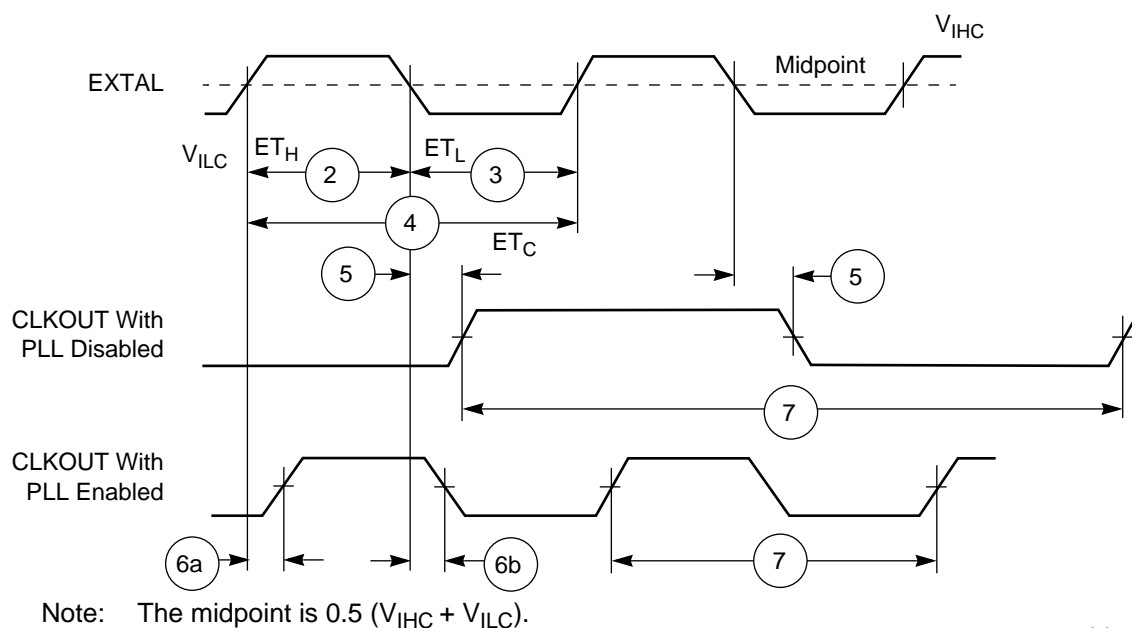 V_IHC
EXTAL
Midpoint
V_ILC
ET_H
2
ET_L
3
4
ET_C
5
5
CLKOUT With
PLL Disabled
7
CLKOUT With
PLL Enabled
6a
6b
7
Note: The midpoint is 0.5 (V_IHC + V_ILC).